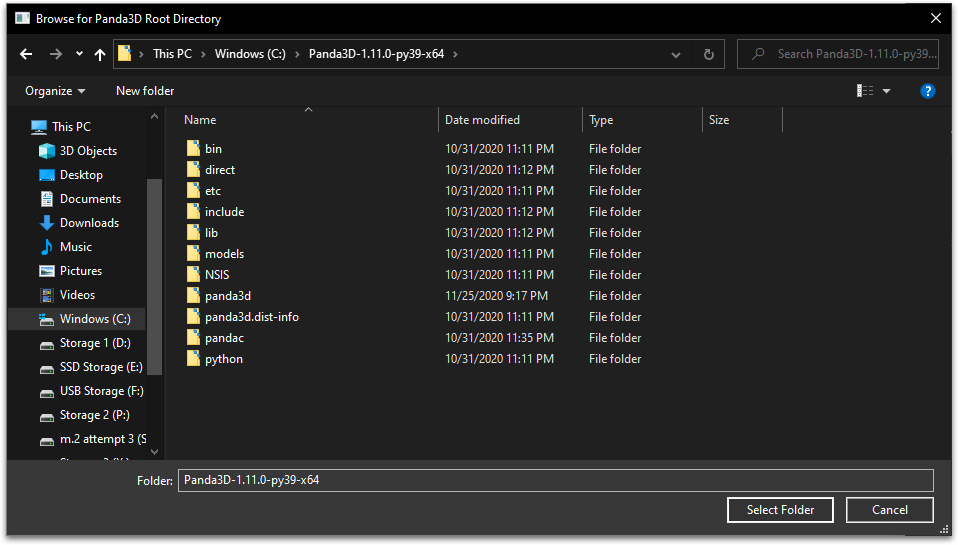 Browse for Panda3D Root Directory
This PC > Windows (C:) > Panda3D-1.11.0-py39-x64 >
Search Panda3D-1.11.0-py39...
Organize
New folder
This PC
3D Objects
Desktop
Documents
Downloads
Music
Pictures
Videos
Windows (C:)
Storage 1 (D:)
SSD Storage (E:)
USB Storage (F:)
Storage 2 (P:)
m.2 attempt 3 (S
Name Date modified Type Size
bin 10/31/2020 11:11 PM File folder
direct 10/31/2020 11:12 PM File folder
etc 10/31/2020 11:11 PM File folder
include 10/31/2020 11:12 PM File folder
lib 10/31/2020 11:12 PM File folder
models 10/31/2020 11:11 PM File folder
NSIS 10/31/2020 11:11 PM File folder
panda3d 11/25/2020 9:17 PM File folder
panda3d.dist-info 10/31/2020 11:11 PM File folder
pandac 10/31/2020 11:35 PM File folder
python 10/31/2020 11:11 PM File folder
Folder: Panda3D-1.11.0-py39-x64
Select Folder Cancel